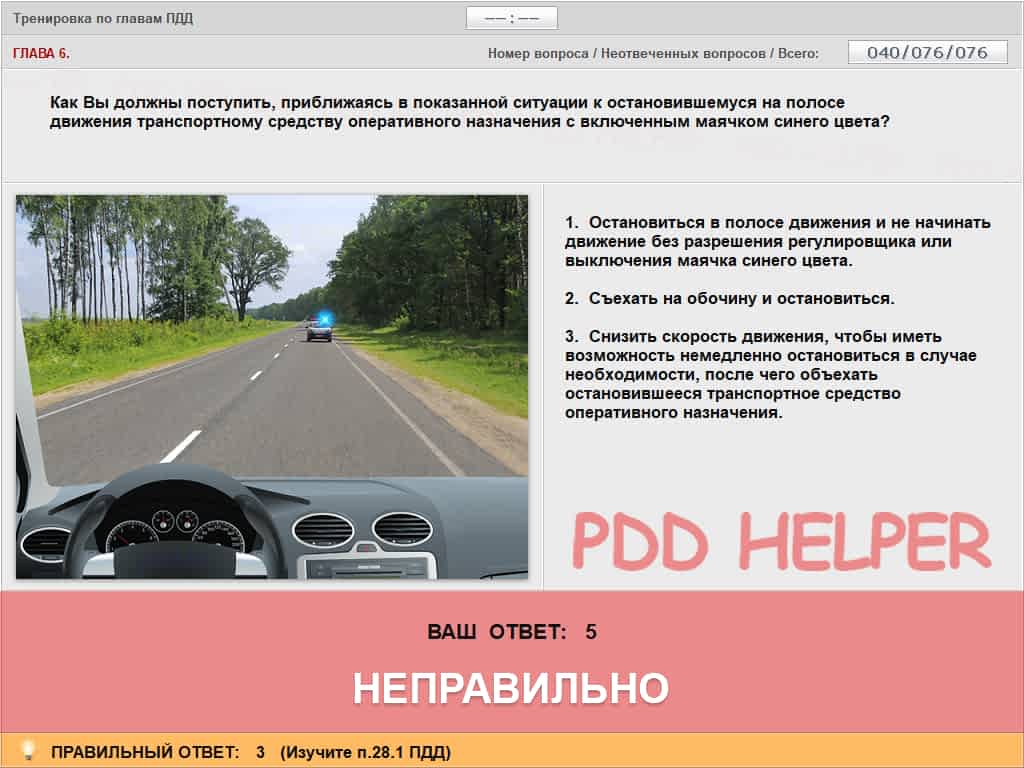 Тренировка по главам ПДД
—— : ——
ГЛАВА 6.
Номер вопроса / Неотвеченных вопросов / Всего:
040/076/076
Как Вы должны поступить, приближаясь в показанной ситуации к остановившемуся на полосе
движения транспортному средству оперативного назначения с включенным маячком синего цвета?
1. Остановиться в полосе движения и не начинать
движение без разрешения регулировщика или
выключения маячка синего цвета.
2. Съехать на обочину и остановиться.
3. Снизить скорость движения, чтобы иметь
возможность немедленно остановиться в случае
необходимости, после чего объехать
остановившееся транспортное средство
оперативного назначения.
PDD HELPER
ВАШ ОТВЕТ: 5
НЕПРАВИЛЬНО
ПРАВИЛЬНЫЙ ОТВЕТ: 3 (Изучите п.28.1 ПДД)